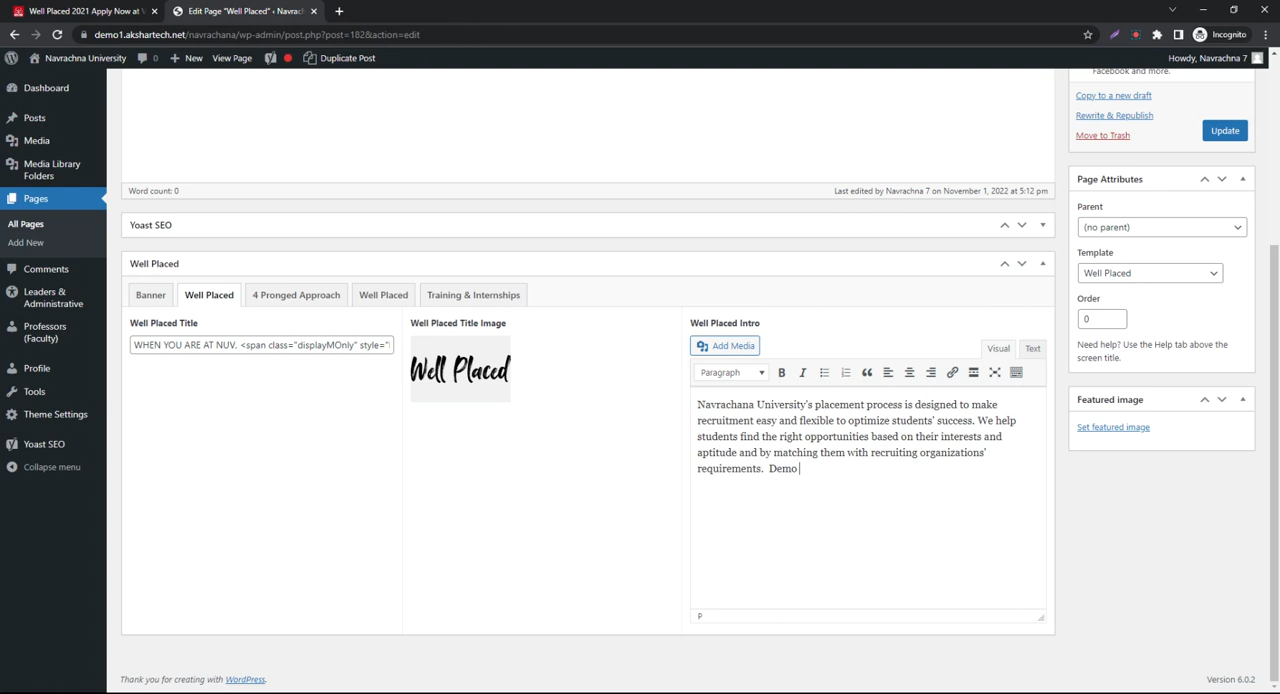 Well Placed 2021 Apply Now at
Edit Page "Well Placed" ‹ Navrach
demo1.akshartech.net/navrachana/wp-admin/post.php?post=182&action=edit
Incognito
Navrachna University
0
New
View Page
Duplicate Post
Howdy, Navrachna 7
Dashboard
Posts
Media
Media Library
Folders
Pages
All Pages
Add New
Comments
Leaders &
Administrative
Professors
(Faculty)
Profile
Tools
Theme Settings
Yoast SEO
Collapse menu
Word count: 0
Last edited by Navrachna 7 on November 1, 2022 at 5:12 pm
Yoast SEO
Well Placed
Banner
Well Placed
4 Pronged Approach
Well Placed
Training & Internships
Well Placed Title
WHEN YOU ARE AT NUV. <span class="displayMOnly" style="
Well Placed Title Image
Well Placed
Well Placed Intro
Add Media
Visual
Text
Paragraph
B
I
Navrachana University's placement process is designed to make
recruitment easy and flexible to optimize students' success. We help
students find the right opportunities based on their interests and
aptitude and by matching them with recruiting organizations'
requirements. Demo
P
Facebook and more.
Copy to a new draft
Rewrite & Republish
Move to Trash
Update
Page Attributes
Parent
(no parent)
Template
Well Placed
Order
0
Need help? Use the Help tab above the
screen title.
Featured image
Set featured image
Thank you for creating with WordPress.
Version 6.0.2